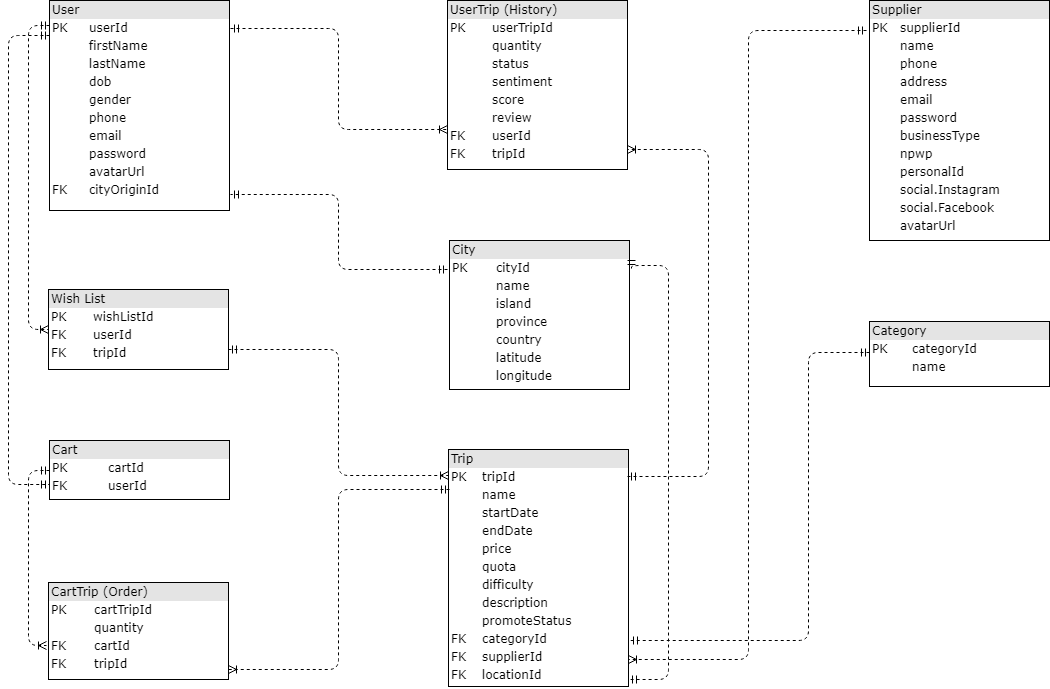 User
PK userId
firstName
lastName
dob
gender
phone
email
password
avatarUrl
FK cityOriginId
UserTrip (History)
PK userTripId
quantity
status
sentiment
score
review
FK userId
FK tripId
Supplier
PK supplierId
name
phone
address
email
password
businessType
npwp
personalId
social.Instagram
social.Facebook
avatarUrl
City
PK cityId
name
island
province
country
latitude
longitude
Wish List
PK wishListId
FK userId
FK tripId
Category
PK categoryId
name
Cart
PK cartId
FK userId
Trip
PK tripId
name
startDate
endDate
price
quota
difficulty
description
promoteStatus
FK categoryId
FK supplierId
FK locationId
CartTrip (Order)
PK cartTripId
quantity
FK cartId
FK tripId